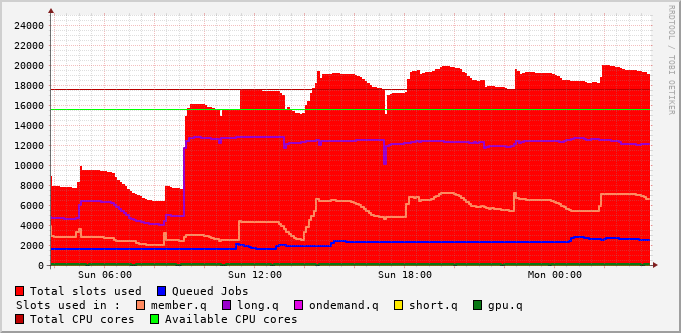 24000
22000
20000
18000
16000
14000
12000
10000
8000
6000
4000
2000
0
Sun 06:00 Sun 12:00 Sun 18:00 Mon 00:00
RRDTOOL / TOBI OETIKER
Total slots used Queued Jobs
Slots used in : member.q long.q ondemand.q short.q gpu.q
Total CPU cores Available CPU cores